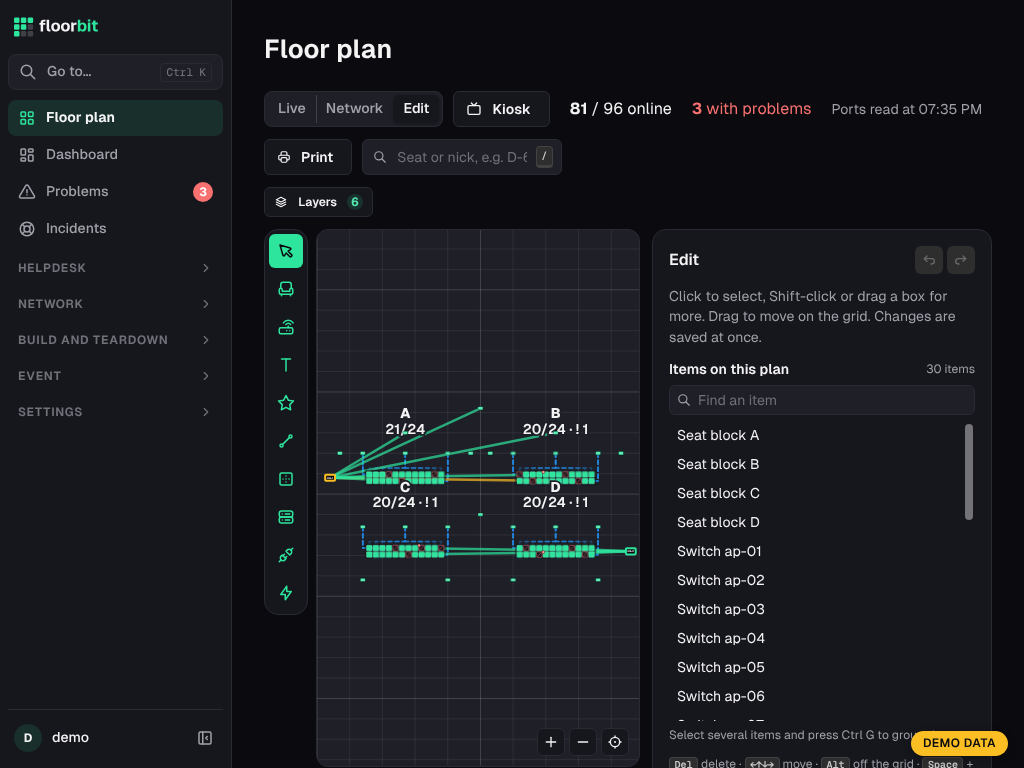 floorbit
Go to...
Ctrl K
Floor plan
Dashboard
Problems
3
Incidents
HELPDESK
NETWORK
BUILD AND TEARDOWN
EVENT
SETTINGS
D
demo
Floor plan
Live
Network
Edit
Kiosk
81 / 96 online
3 with problems
Ports read at 07:35 PM
Print
Seat or nick, e.g. D-6
/
Layers
6
A
21/24
B
20/24·!1
C
20/24·!1
D
20/24·!1
Edit
Click to select, Shift-click or drag a box for
more. Drag to move on the grid. Changes are
saved at once.
Items on this plan
30 items
Find an item
Seat block A
Seat block B
Seat block C
Seat block D
Switch ap-01
Switch ap-02
Switch ap-03
Switch ap-04
Switch ap-05
Switch ap-06
Select several items and press Ctrl G to
DEMO DATA
Del delete · ←↑↓→ move · Alt off the grid · Space +